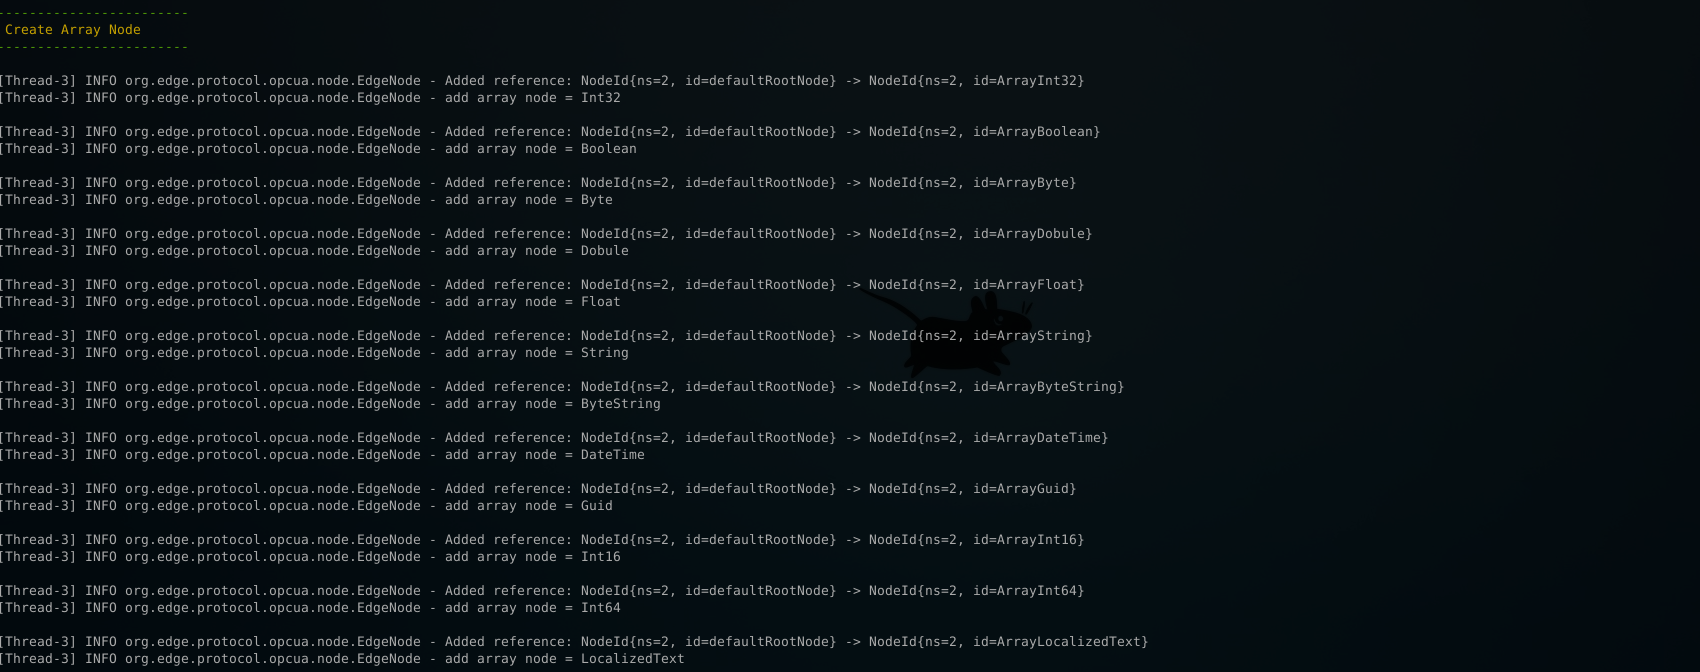 ------------------------
Create Array Node
------------------------
[Thread-3] INFO org.edge.protocol.opcua.node.EdgeNode - Added reference: NodeId{ns=2, id=defaultRootNode} -> NodeId{ns=2, id=ArrayInt32}
[Thread-3] INFO org.edge.protocol.opcua.node.EdgeNode - add array node = Int32
[Thread-3] INFO org.edge.protocol.opcua.node.EdgeNode - Added reference: NodeId{ns=2, id=defaultRootNode} -> NodeId{ns=2, id=ArrayBoolean}
[Thread-3] INFO org.edge.protocol.opcua.node.EdgeNode - add array node = Boolean
[Thread-3] INFO org.edge.protocol.opcua.node.EdgeNode - Added reference: NodeId{ns=2, id=defaultRootNode} -> NodeId{ns=2, id=ArrayByte}
[Thread-3] INFO org.edge.protocol.opcua.node.EdgeNode - add array node = Byte
[Thread-3] INFO org.edge.protocol.opcua.node.EdgeNode - Added reference: NodeId{ns=2, id=defaultRootNode} -> NodeId{ns=2, id=ArrayDobule}
[Thread-3] INFO org.edge.protocol.opcua.node.EdgeNode - add array node = Dobule
[Thread-3] INFO org.edge.protocol.opcua.node.EdgeNode - Added reference: NodeId{ns=2, id=defaultRootNode} -> NodeId{ns=2, id=ArrayFloat}
[Thread-3] INFO org.edge.protocol.opcua.node.EdgeNode - add array node = Float
[Thread-3] INFO org.edge.protocol.opcua.node.EdgeNode - Added reference: NodeId{ns=2, id=defaultRootNode} -> NodeId{ns=2, id=ArrayString}
[Thread-3] INFO org.edge.protocol.opcua.node.EdgeNode - add array node = String
[Thread-3] INFO org.edge.protocol.opcua.node.EdgeNode - Added reference: NodeId{ns=2, id=defaultRootNode} -> NodeId{ns=2, id=ArrayByteString}
[Thread-3] INFO org.edge.protocol.opcua.node.EdgeNode - add array node = ByteString
[Thread-3] INFO org.edge.protocol.opcua.node.EdgeNode - Added reference: NodeId{ns=2, id=defaultRootNode} -> NodeId{ns=2, id=ArrayDateTime}
[Thread-3] INFO org.edge.protocol.opcua.node.EdgeNode - add array node = DateTime
[Thread-3] INFO org.edge.protocol.opcua.node.EdgeNode - Added reference: NodeId{ns=2, id=defaultRootNode} -> NodeId{ns=2, id=ArrayGuid}
[Thread-3] INFO org.edge.protocol.opcua.node.EdgeNode - add array node = Guid
[Thread-3] INFO org.edge.protocol.opcua.node.EdgeNode - Added reference: NodeId{ns=2, id=defaultRootNode} -> NodeId{ns=2, id=ArrayInt16}
[Thread-3] INFO org.edge.protocol.opcua.node.EdgeNode - add array node = Int16
[Thread-3] INFO org.edge.protocol.opcua.node.EdgeNode - Added reference: NodeId{ns=2, id=defaultRootNode} -> NodeId{ns=2, id=ArrayInt64}
[Thread-3] INFO org.edge.protocol.opcua.node.EdgeNode - add array node = Int64
[Thread-3] INFO org.edge.protocol.opcua.node.EdgeNode - Added reference: NodeId{ns=2, id=defaultRootNode} -> NodeId{ns=2, id=ArrayLocalizedText}
[Thread-3] INFO org.edge.protocol.opcua.node.EdgeNode - add array node = LocalizedText